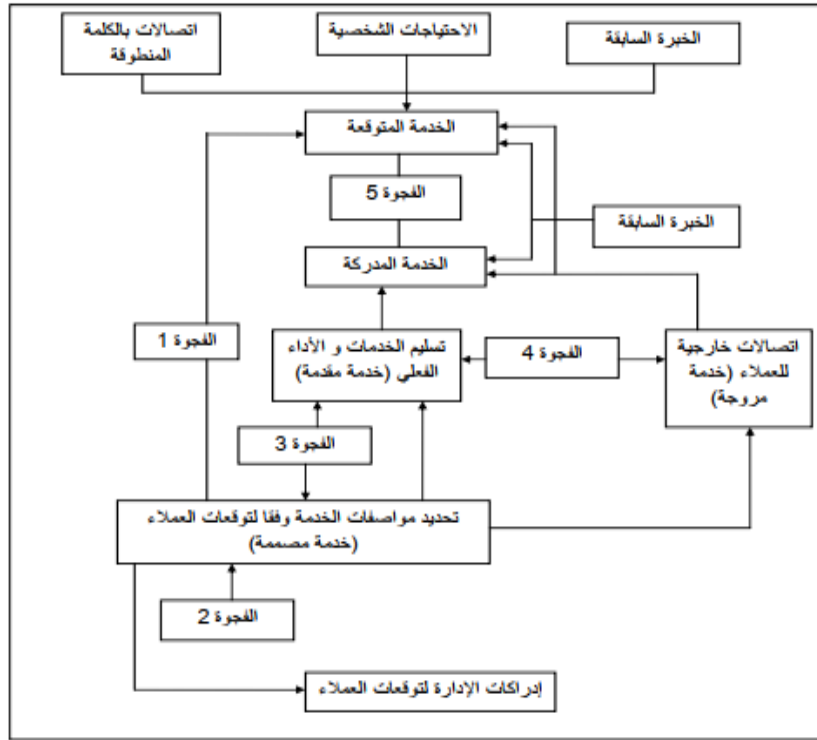 الخبرة السابقة
الاحتياجات الشخصية
اتصالات بالكلمة
المنطوقة
الخدمة المتوقعة
الفجوة 5
الخبرة السابقة
الخدمة المدركة
الفجوة 1
تسليم الخدمات و الأداء
الفعلي (خدمة مقدمة)
الفجوة 4
اتصالات خارجية
للعملاء (خدمة
مروجة)
الفجوة 3
تحديد مواصفات الخدمة وفقا لتوقعات العملاء
(خدمة مصممة)
الفجوة 2
إدراكات الإدارة لتوقعات العملاء